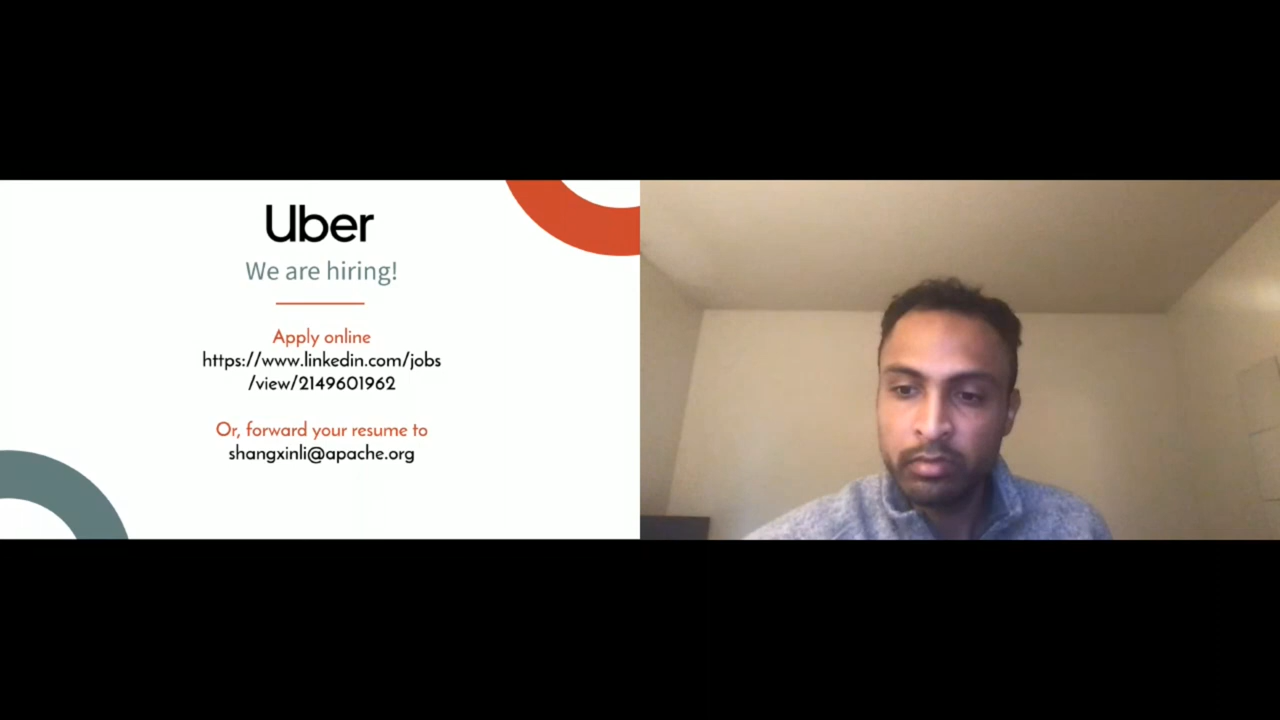 Uber
We are hiring!
Apply online
https://www.linkedin.com/jobs
/view/2149601962
Or, forward your resume to
shangxinli@apache.org